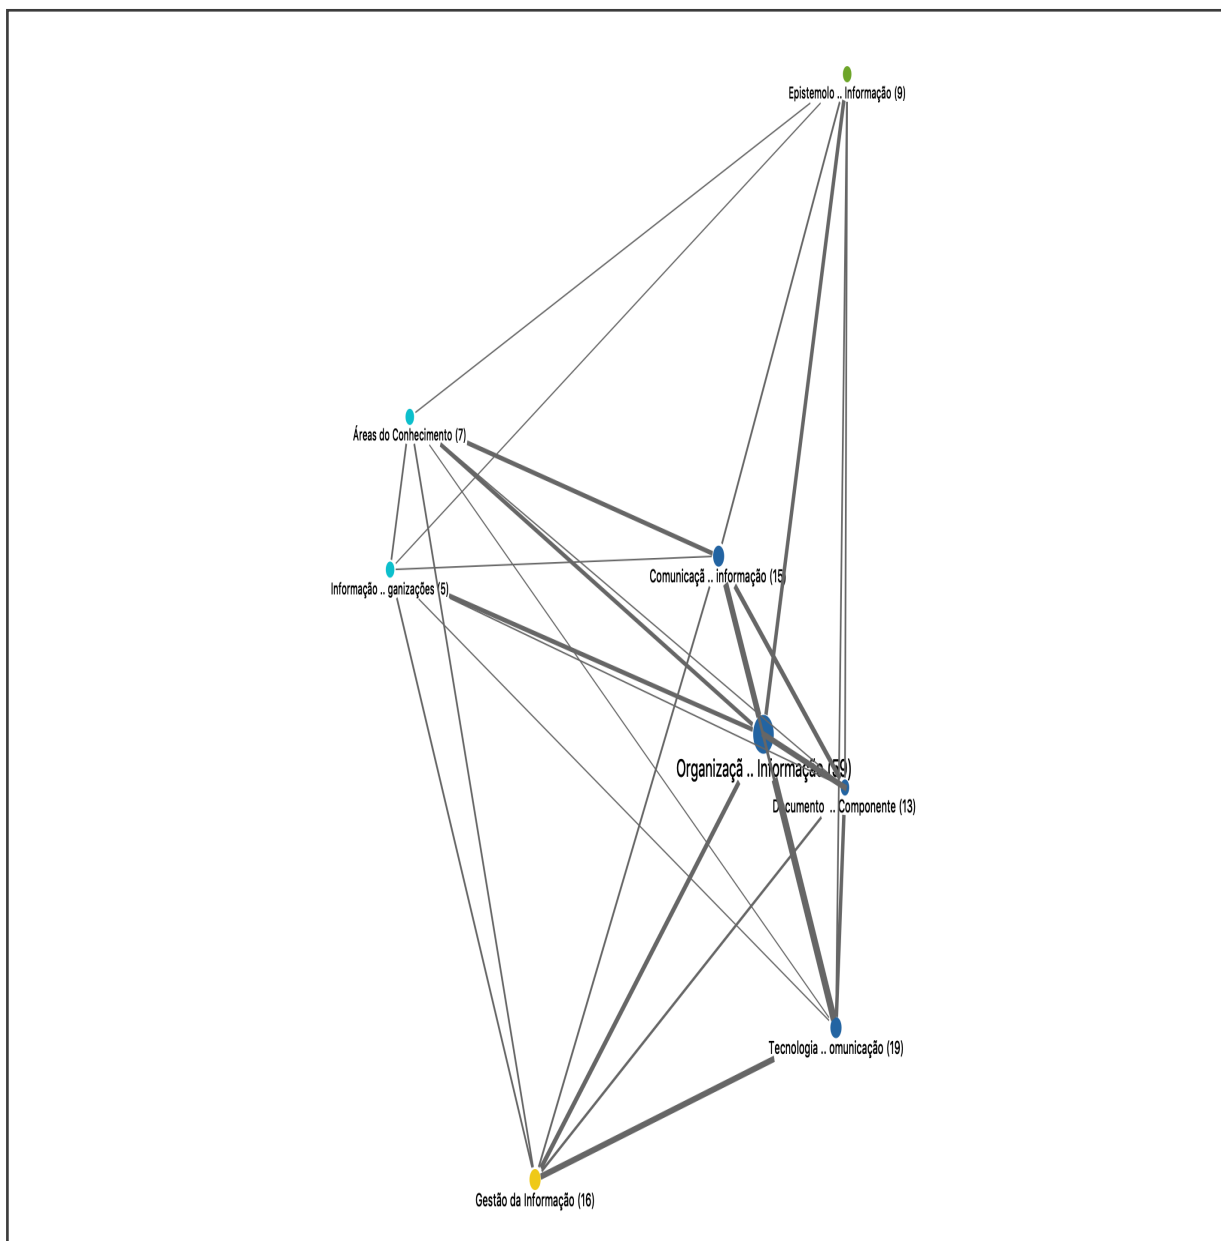 Epistemolo .. Informação (9)
Áreas do Conhecimento (7)
Comunicaçã .. informação (15)
Informação .. ganizações (5)
Organizaçã .. Informação (59)
Documento .. Componente (13)
Tecnologia .. omunicação (19)
Gestão da Informação (16)